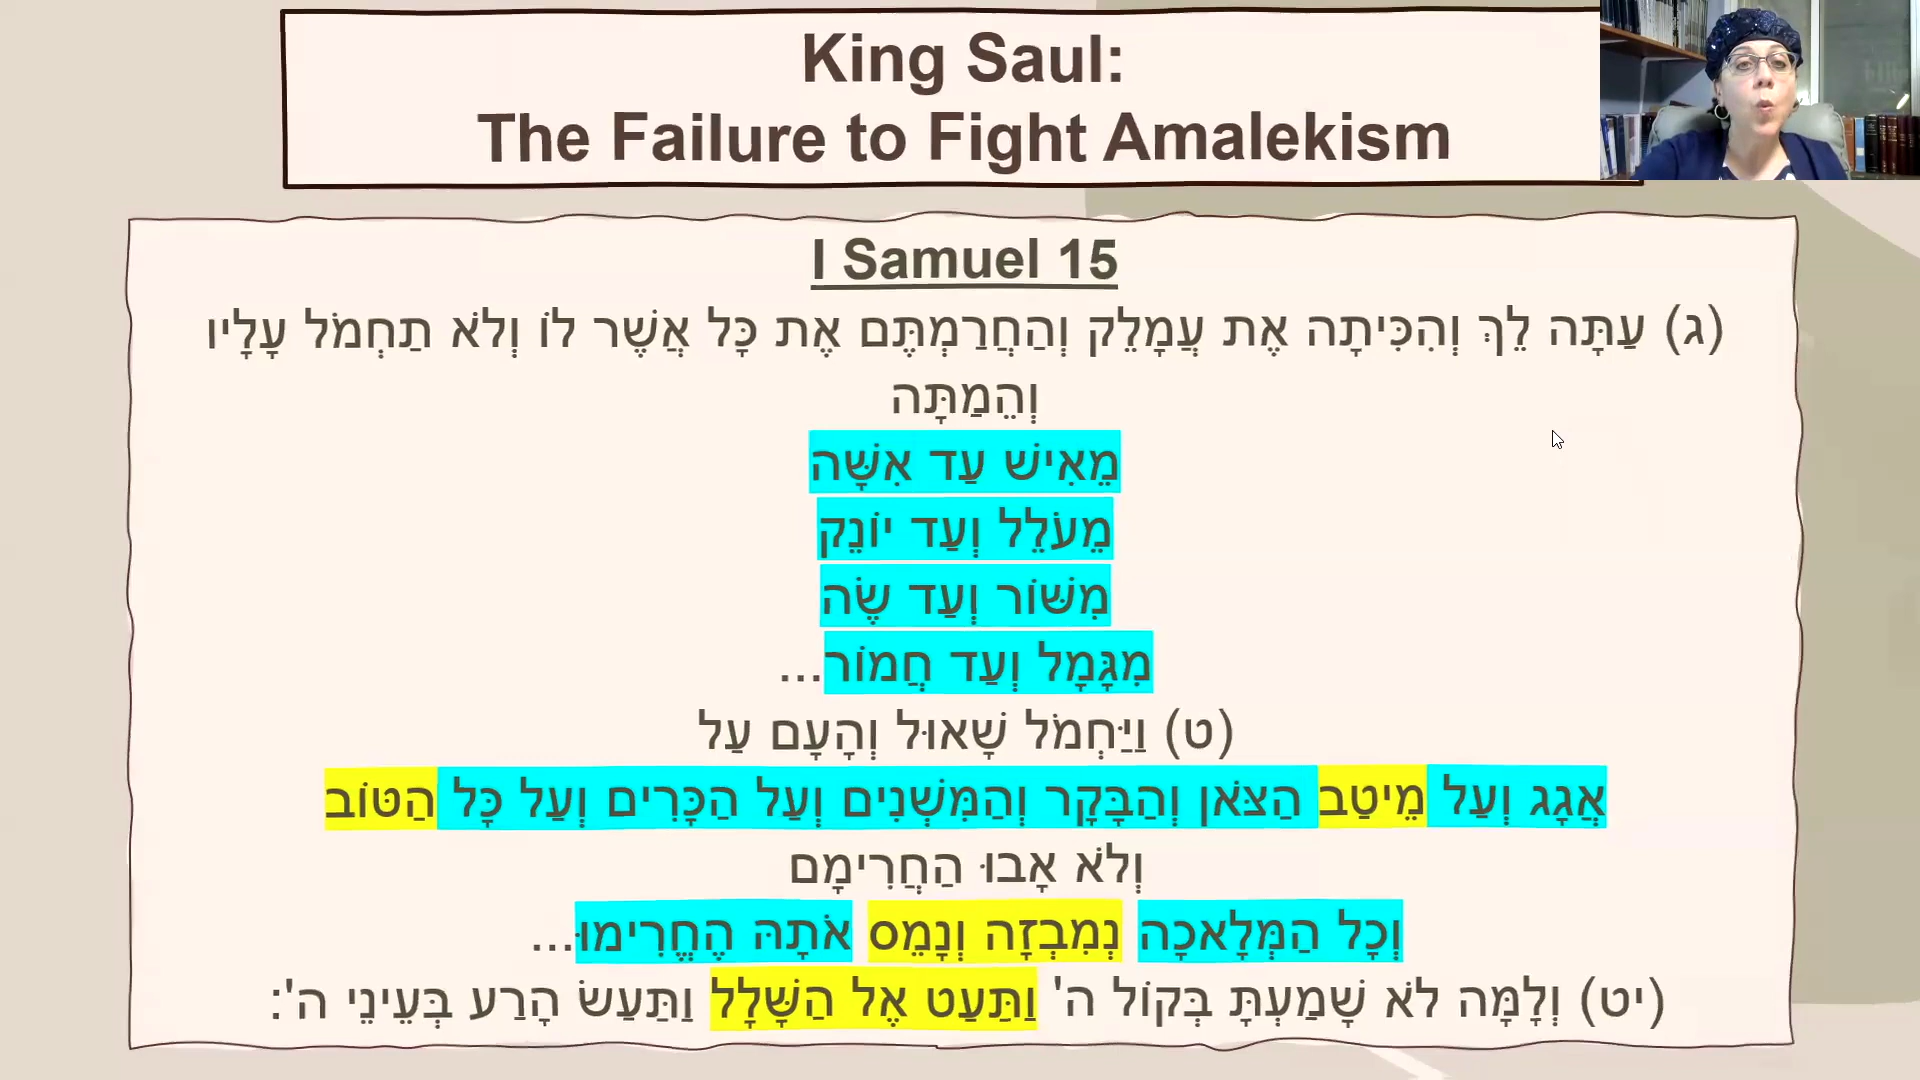 King Saul:
The Failure to Fight Amalekism
I Samuel 15
(ג) עַתָּה לֵךְ וְהִכִּיתָה אֶת עֲמָלֵק וְהַחֲרַמְתֶּם אֶת כָּל אֲשֶׁר לוֹ וְלֹא תַחְמֹל עָלָיו
וְהֵמַתָּה
מֵאִישׁ עַד אִשָּׁה
מֵעֹלֵל וְעַד יוֹנֵק
מִשּׁוֹר וְעַד שֶׂה
מִגָּמָל וְעַד חֲמוֹר...
(ט) וַיַּחְמֹל שָׁאוּל וְהָעָם עַל
אֲגָג וְעַל מֵיטַב הַצֹּאן וְהַבָּקָר וְהַמִּשְׁנִים וְעַל הַכָּרִים וְעַל כָּל הַטּוֹב
וְלֹא אָבוּ הַחֲרִימָם
וְכָל הַמְּלָאכָה נְמִבְזָה וְנָמֵס אֹתָהּ הֶחֱרִימוּ...
(יט) וְלָמָּה לֹא שָׁמַעְתָּ בְּקוֹל ה' וַתַּעַט אֶל הַשָּׁלָל וַתַּעַשׂ הָרַע בְּעֵינֵי ה':